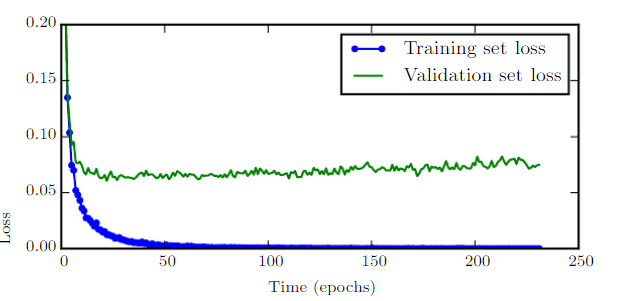 0.20
0.15
0.10
0.05
0.00
Loss
Training set loss
Validation set loss
0 50 100 150 200 250
Time (epochs)